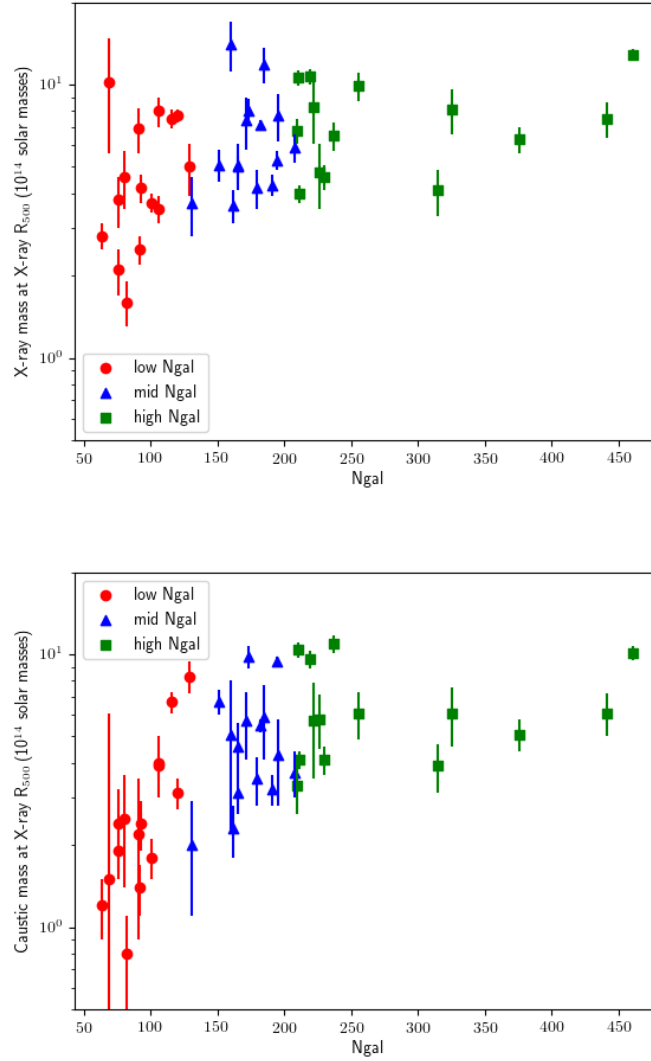 X-ray mass at X-ray R500 (10^14 solar masses)
10^1
10^0
low Ngal
mid Ngal
high Ngal
50 100 150 200 250 300 350 400 450
Ngal
Caustic mass at X-ray R500 (10^14 solar masses)
10^1
10^0
low Ngal
mid Ngal
high Ngal
50 100 150 200 250 300 350 400 450
Ngal